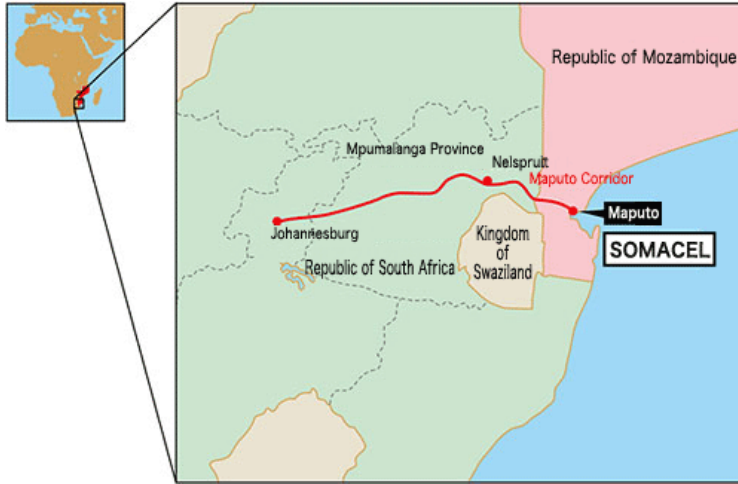 Republic of Mozambique
Mpumalanga Province
Nelspruit
Maputo Corridor
Maputo
Johannesburg
Kingdom
of
Swaziland
SOMACEL
Republic of South Africa